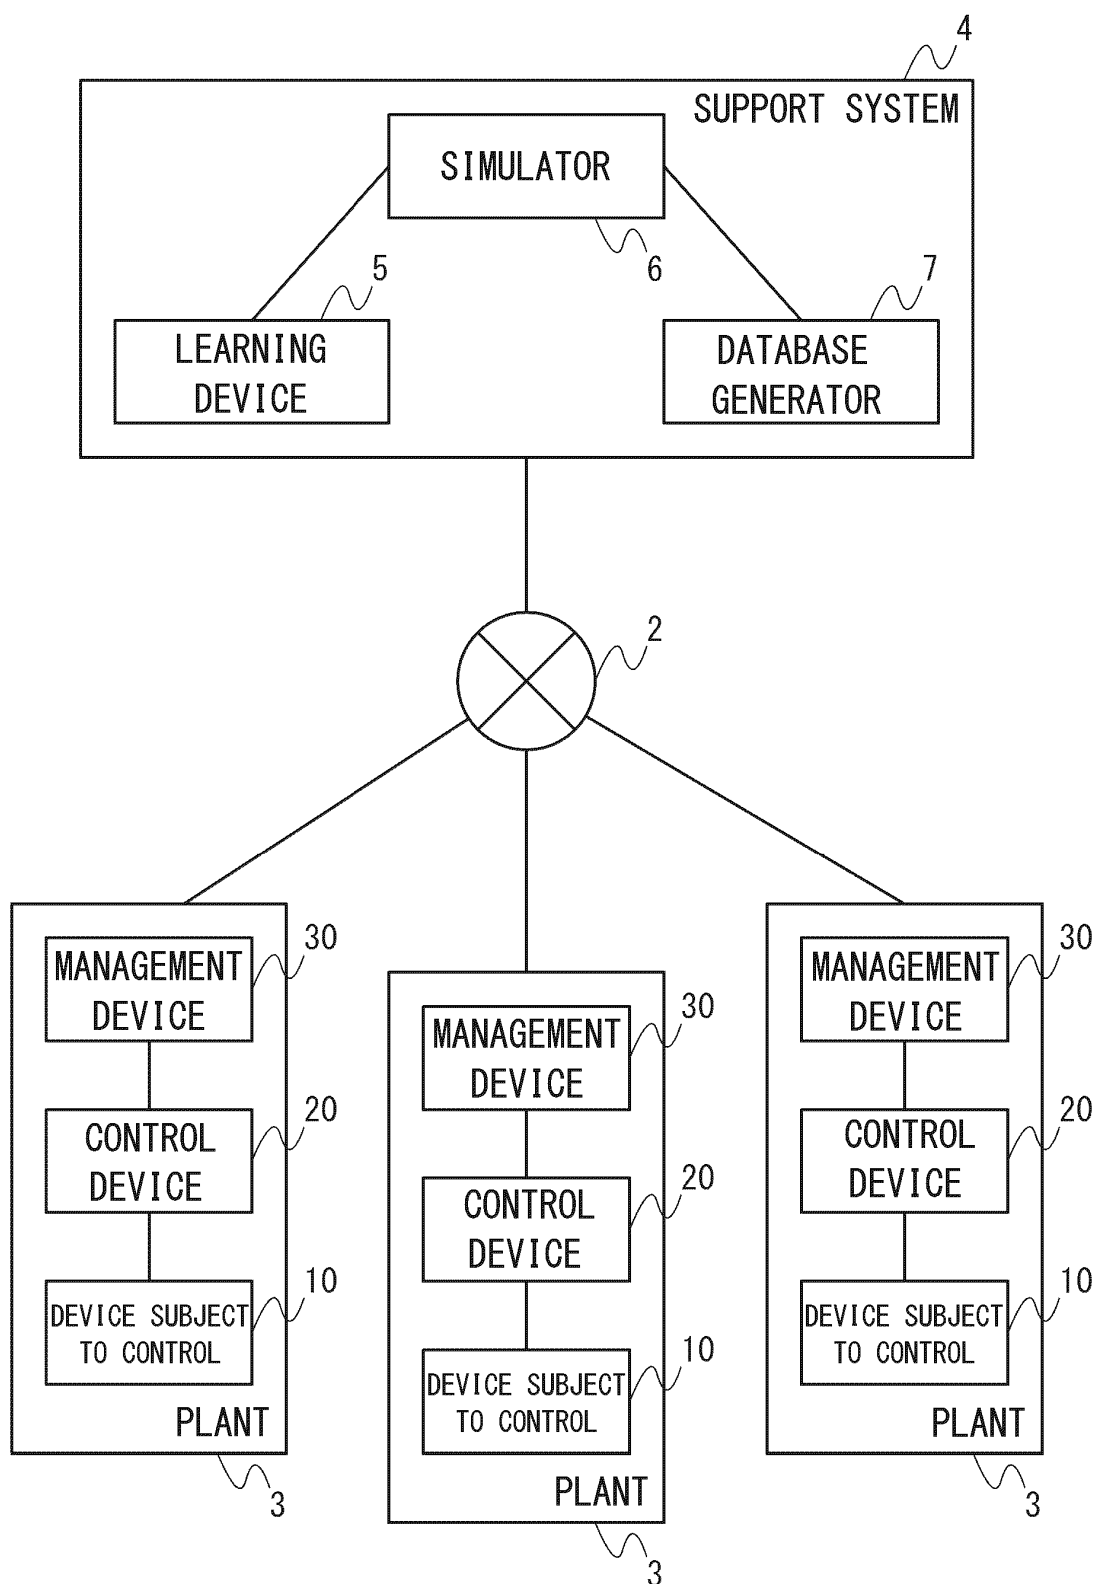 4
SUPPORT SYSTEM
SIMULATOR
6
5
7
LEARNING
DEVICE
DATABASE
GENERATOR
2
30
MANAGEMENT
DEVICE
20
CONTROL
DEVICE
10
DEVICE SUBJECT
TO CONTROL
PLANT
3
30
MANAGEMENT
DEVICE
20
CONTROL
DEVICE
10
DEVICE SUBJECT
TO CONTROL
PLANT
3
30
MANAGEMENT
DEVICE
20
CONTROL
DEVICE
10
DEVICE SUBJECT
TO CONTROL
PLANT
3